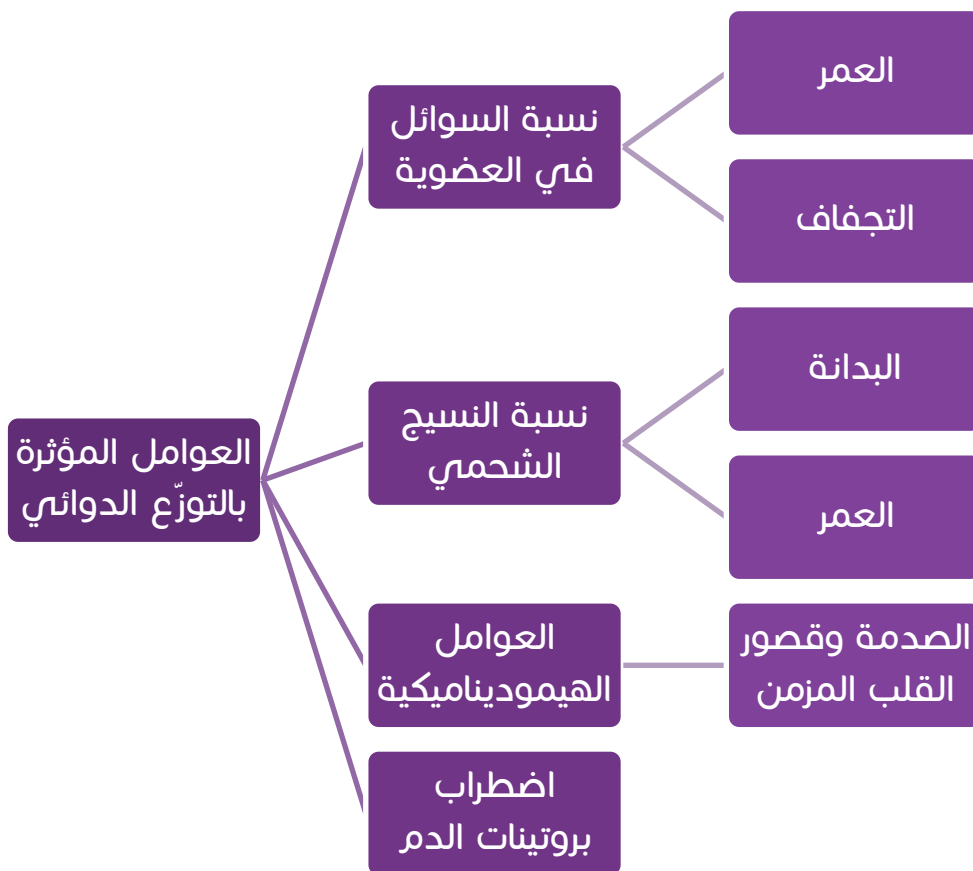 العوامل المؤثرة
بالتوزّع الدوائي
نسبة السوائل
في العضوية
العمر
التجفاف
نسبة النسيج
الشحمي
البدانة
العمر
العوامل
الهيموديناميكية
الصدمة وقصور
القلب المزمن
اضطراب
بروتينات الدم